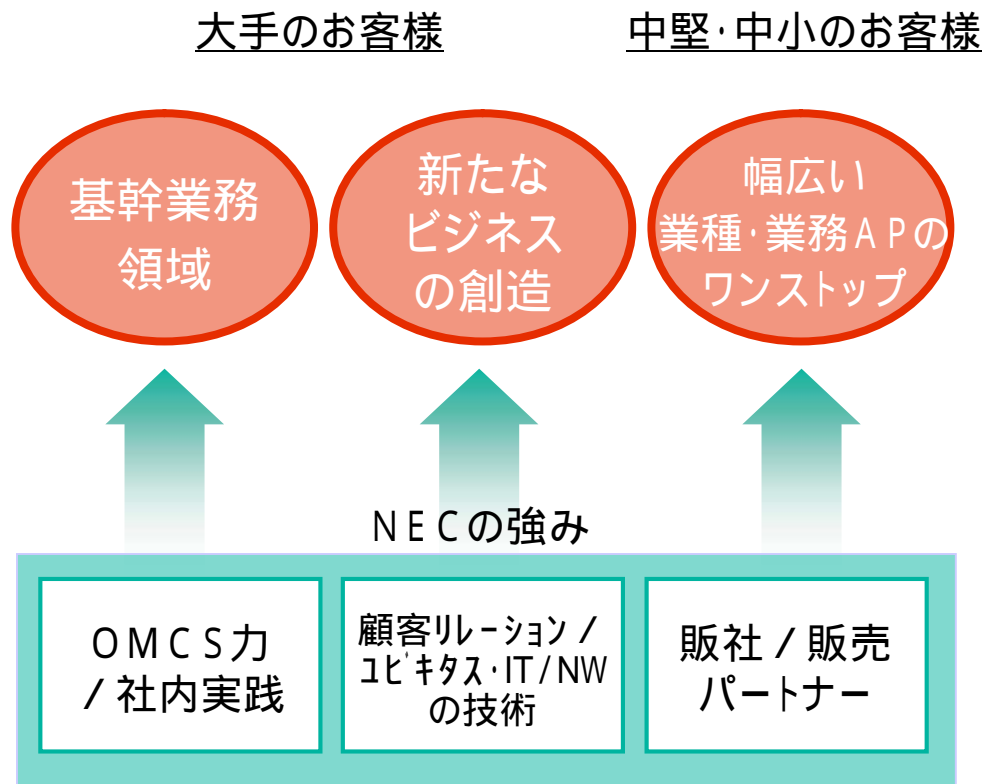 大手のお客様
中堅・中小のお客様
基幹業務
領域
新たな
ビジネス
の創造
幅広い
業種・業務APの
ワンストップ
NECの強み
OMCS力
/社内実践
顧客リレーション/
ユビキタス・IT/NW
の技術
販社/販売
パートナー